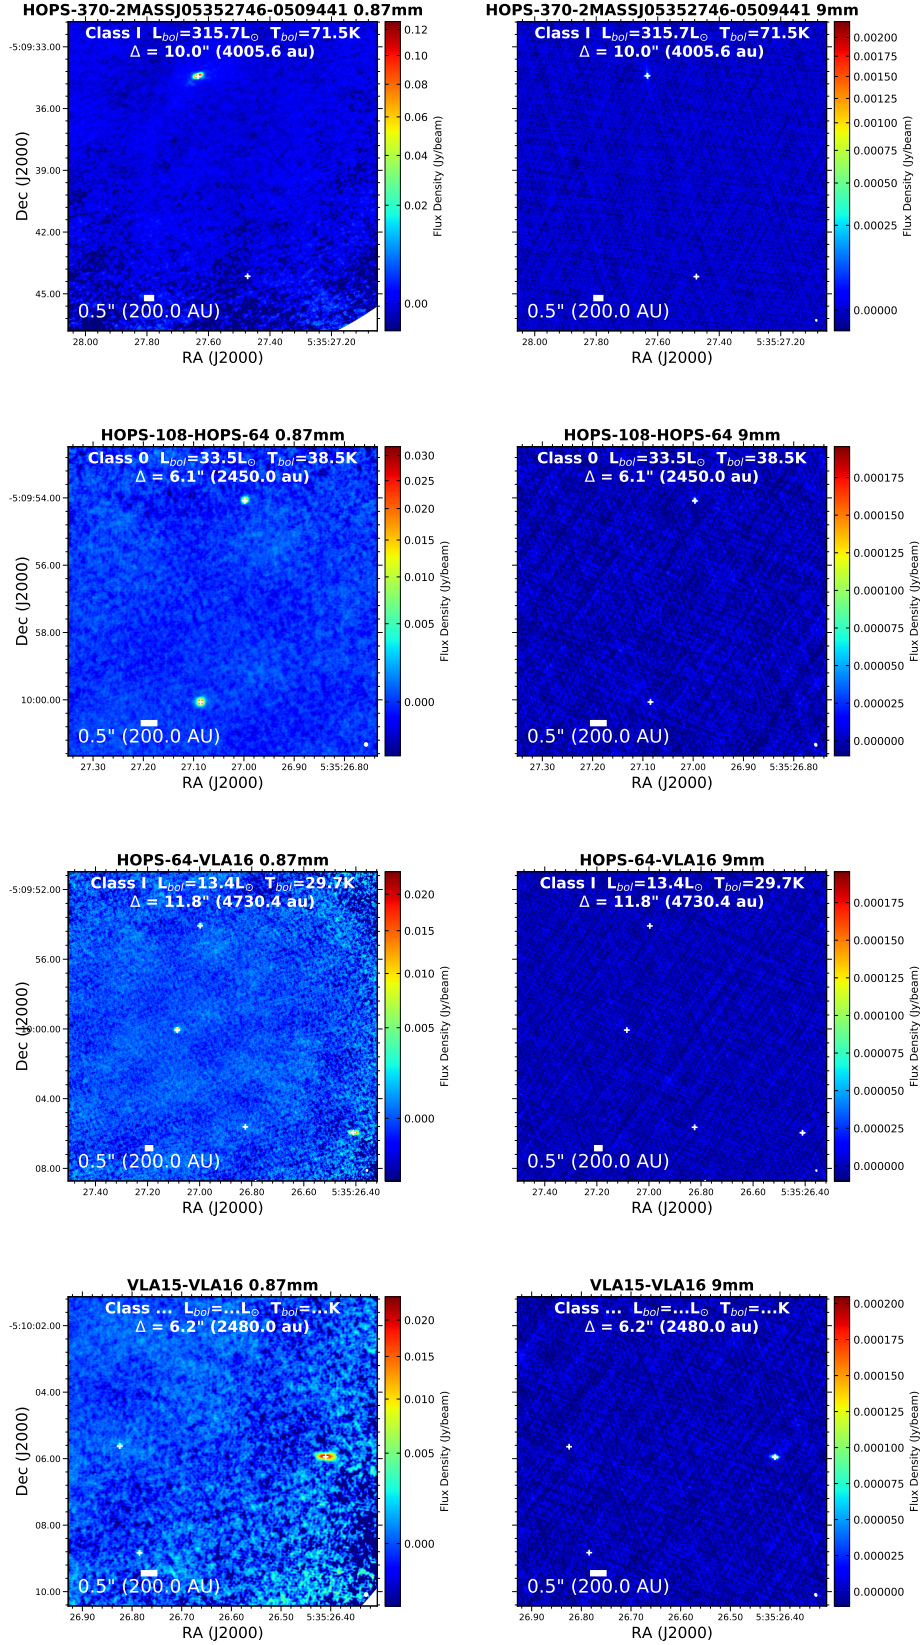 HOPS-370-2MASSJ05352746-0509441 0.87mm
Class I L_bol=315.7L⊙ T_bol=71.5K
Δ = 10.0" (4005.6 au)
-5:09:33.00
36.00
39.00
42.00
45.00
Dec (J2000)
0.5" (200.0 AU)
28.00 27.80 27.60 27.40 5:35:27.20
RA (J2000)
0.12
0.10
0.08
0.06
0.04
0.02
0.00
Flux Density (Jy/beam)
HOPS-370-2MASSJ05352746-0509441 9mm
Class I L_bol=315.7L⊙ T_bol=71.5K
Δ = 10.0" (4005.6 au)
0.5" (200.0 AU)
28.00 27.80 27.60 27.40 5:35:27.20
RA (J2000)
0.00200
0.00175
0.00150
0.00125
0.00100
0.00075
0.00050
0.00025
0.00000
Flux Density (Jy/beam)
HOPS-108-HOPS-64 0.87mm
Class 0 L_bol=33.5L⊙ T_bol=38.5K
Δ = 6.1" (2450.0 au)
-5:09:54.00
56.00
58.00
10:00.00
Dec (J2000)
0.5" (200.0 AU)
27.30 27.20 27.10 27.00 26.90 5:35:26.80
RA (J2000)
0.030
0.025
0.020
0.015
0.010
0.005
0.000
Flux Density (Jy/beam)
HOPS-108-HOPS-64 9mm
Class 0 L_bol=33.5L⊙ T_bol=38.5K
Δ = 6.1" (2450.0 au)
0.5" (200.0 AU)
27.30 27.20 27.10 27.00 26.90 5:35:26.80
RA (J2000)
0.000175
0.000150
0.000125
0.000100
0.000075
0.000050
0.000025
0.000000
Flux Density (Jy/beam)
HOPS-64-VLA16 0.87mm
Class I L_bol=13.4L⊙ T_bol=29.7K
Δ = 11.8" (4730.4 au)
-5:09:52.00
56.00
10:00.00
04.00
08.00
Dec (J2000)
0.5" (200.0 AU)
27.40 27.20 27.00 26.80 26.60 5:35:26.40
RA (J2000)
0.020
0.015
0.010
0.005
0.000
Flux Density (Jy/beam)
HOPS-64-VLA16 9mm
Class I L_bol=13.4L⊙ T_bol=29.7K
Δ = 11.8" (4730.4 au)
0.5" (200.0 AU)
27.40 27.20 27.00 26.80 26.60 5:35:26.40
RA (J2000)
0.000175
0.000150
0.000125
0.000100
0.000075
0.000050
0.000025
0.000000
Flux Density (Jy/beam)
VLA15-VLA16 0.87mm
Class ... L_bol=...L⊙ T_bol=...K
Δ = 6.2" (2480.0 au)
-5:10:02.00
04.00
06.00
08.00
10.00
Dec (J2000)
0.5" (200.0 AU)
26.90 26.80 26.70 26.60 26.50 5:35:26.40
RA (J2000)
0.020
0.015
0.010
0.005
0.000
Flux Density (Jy/beam)
VLA15-VLA16 9mm
Class ... L_bol=...L⊙ T_bol=...K
Δ = 6.2" (2480.0 au)
0.5" (200.0 AU)
26.90 26.80 26.70 26.60 26.50 5:35:26.40
RA (J2000)
0.000200
0.000175
0.000150
0.000125
0.000100
0.000075
0.000050
0.000025
0.000000
Flux Density (Jy/beam)